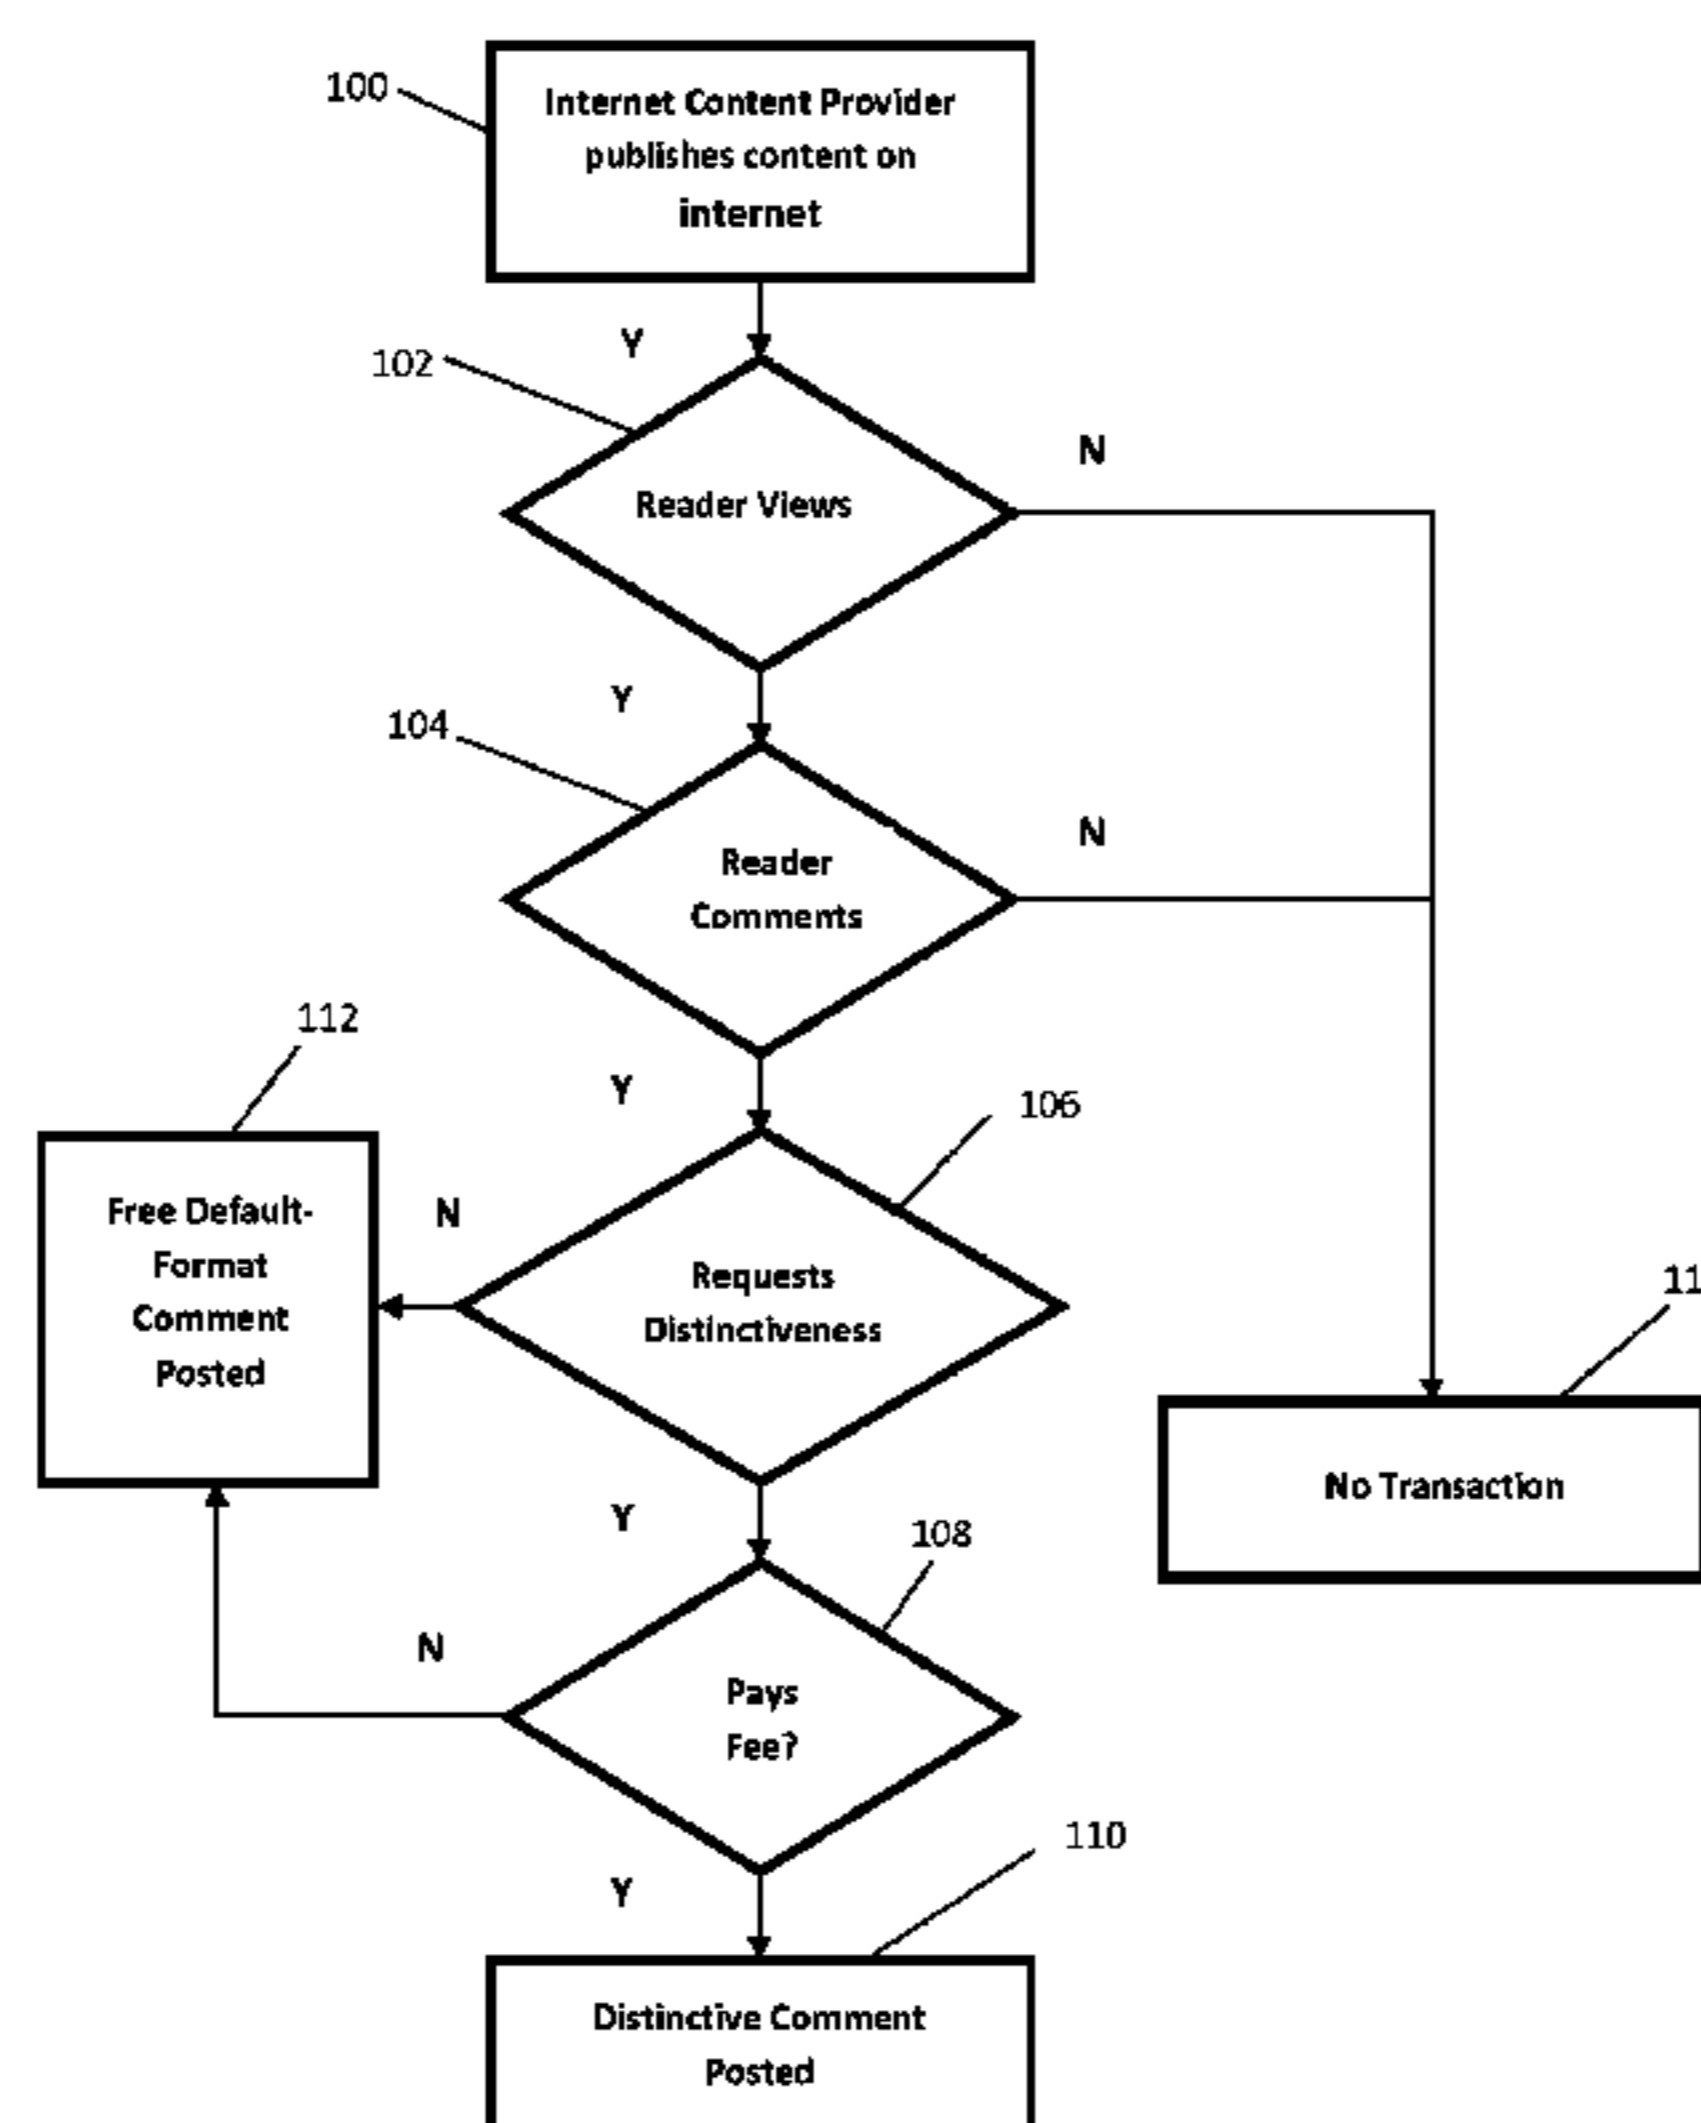 100
Internet Content Provider
publishes content on
internet
Y
102
N
Reader Views
Y
104
N
Reader
Comments
112
Y
106
N
Free Default-
Format
Comment
Posted
Requests
Distinctiveness
11
No Transaction
Y
108
N
Pays
Fee?
110
Y
Distinctive Comment
Posted